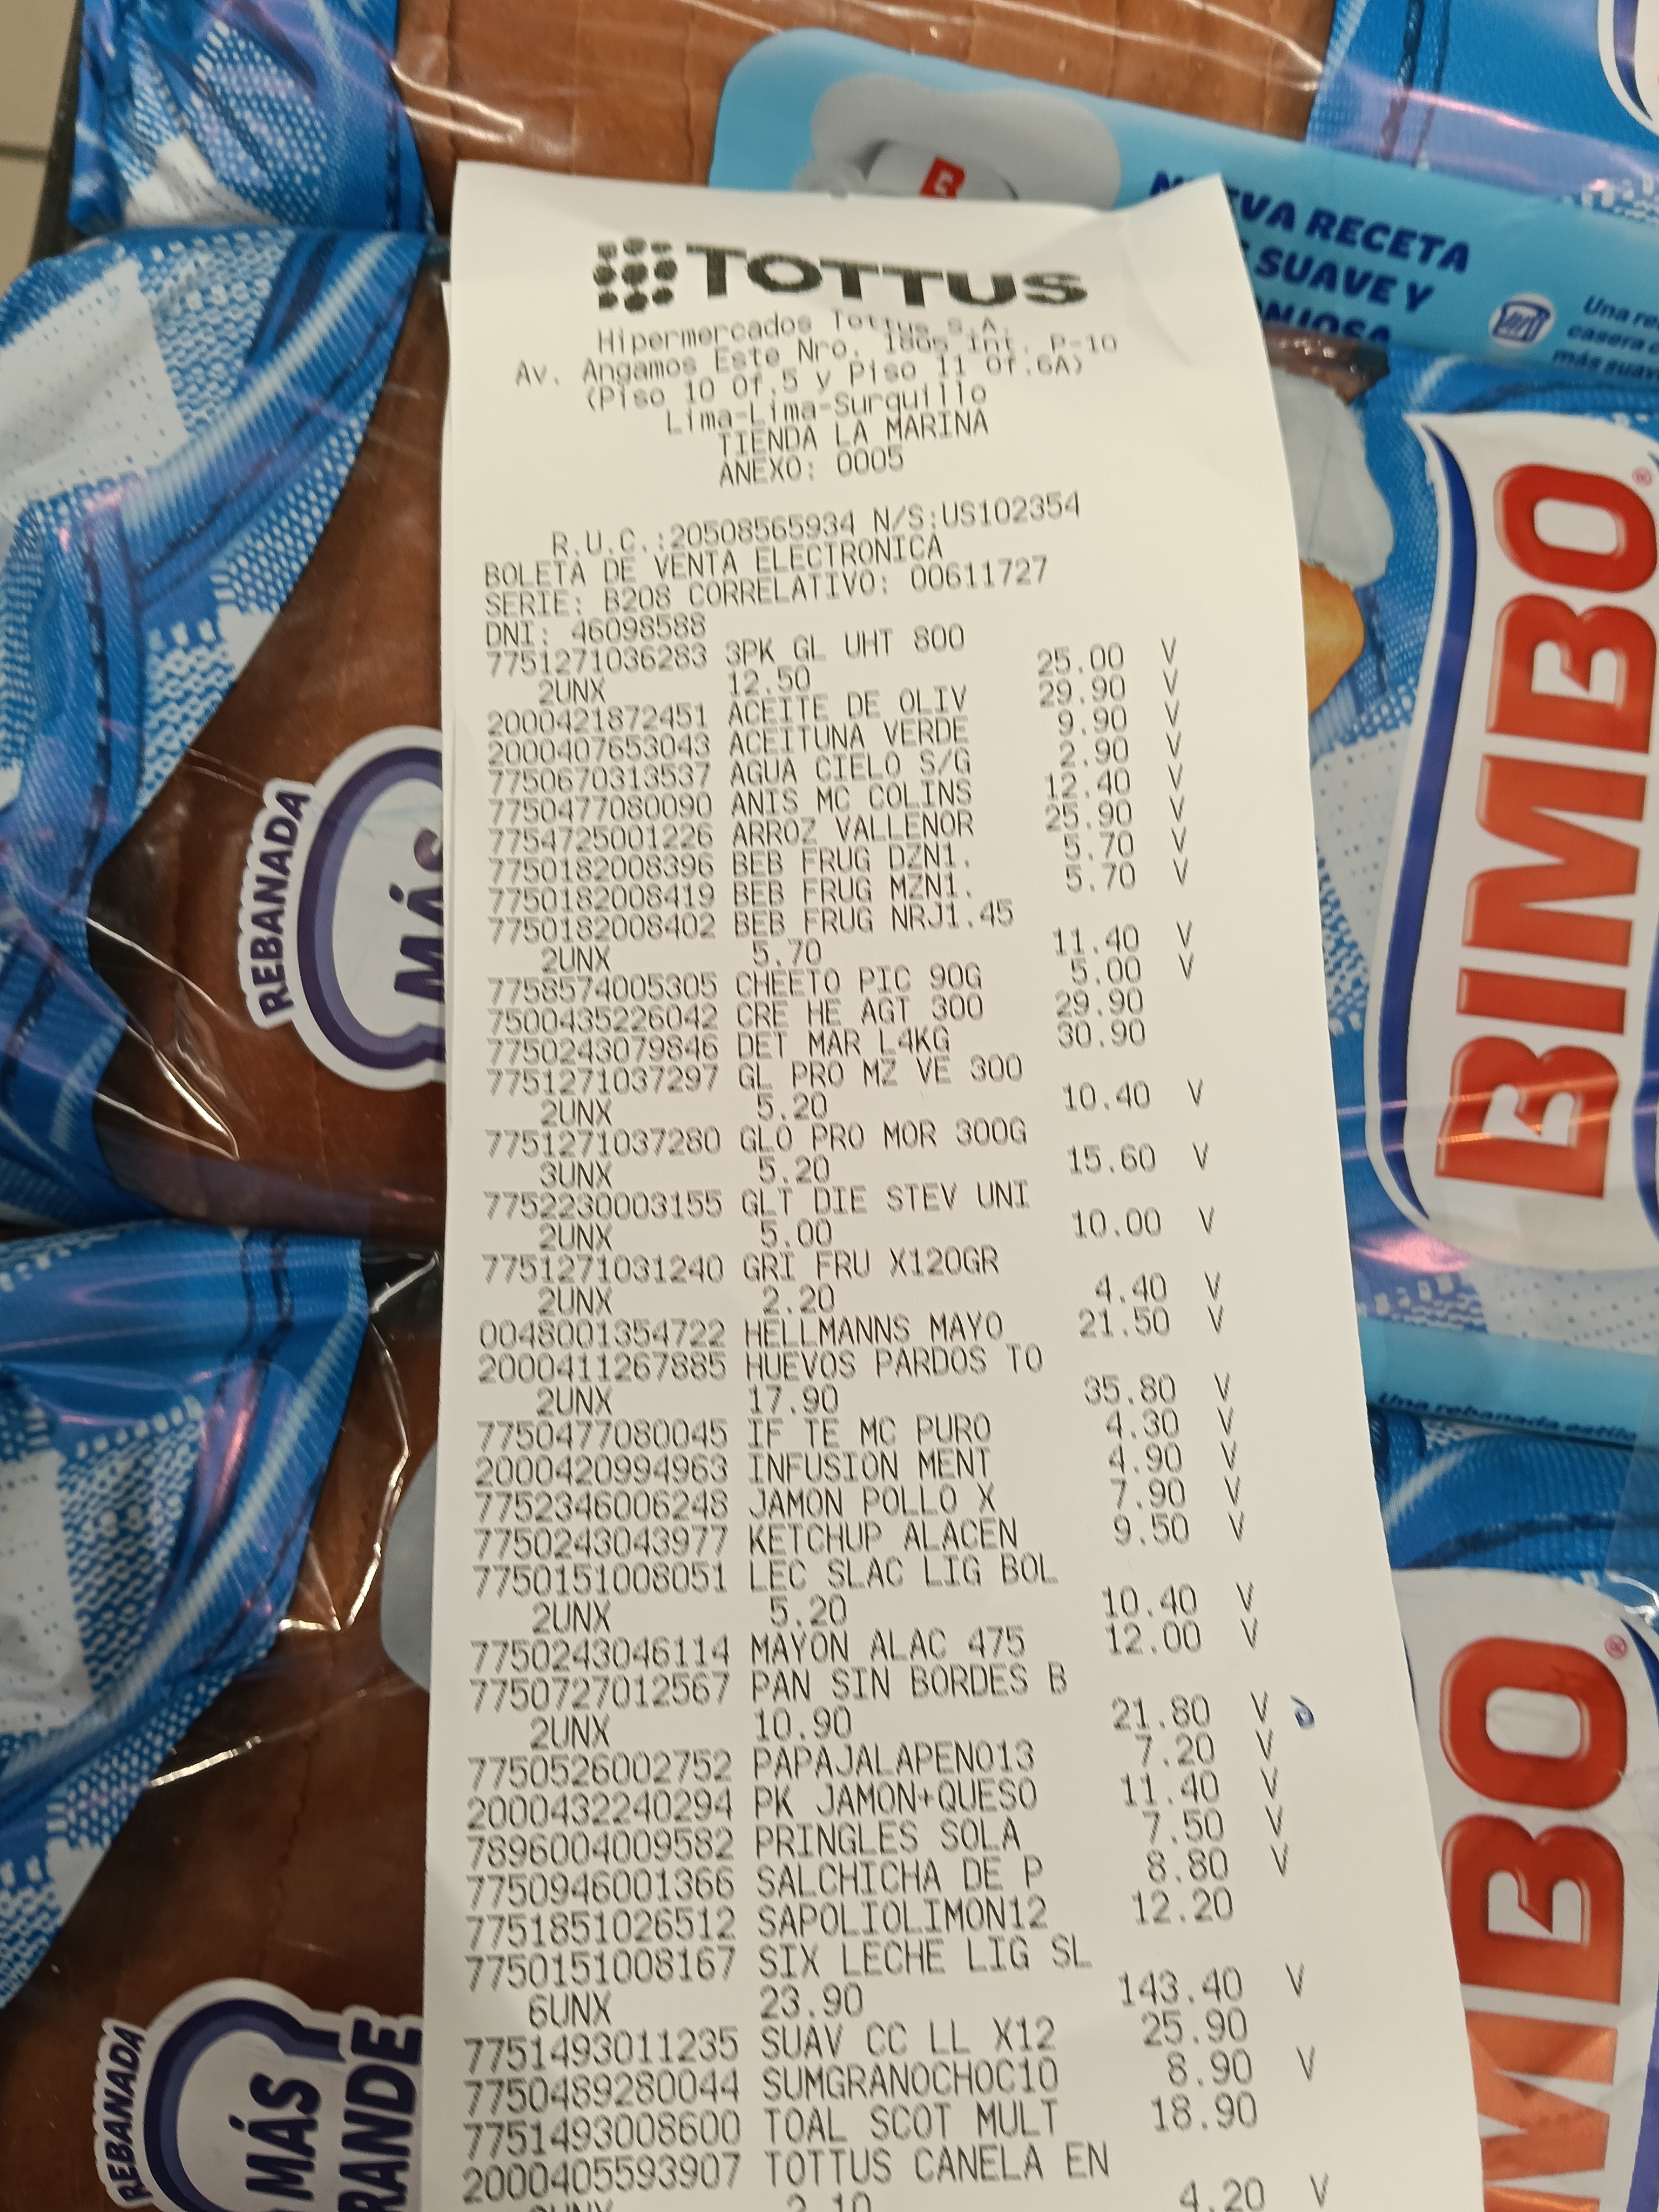 TOTTUS
Hipermercados Tottus S.A.
Av. Angamos Este Nro. 1805 Int. P-10
(Piso 10 Of.5 y Piso 11 Of.6A)
Lima-Lima-Surquillo
TIENDA LA MARINA
ANEXO: 0005
R.U.C.:20508565934 N/S:US102354
BOLETA DE VENTA ELECTRONICA
SERIE: B208 CORRELATIVO: 00611727
DNI: 46098588
7751271036283 3PK GL UHT 800
2UNX 12.50 25.00 V
2000421872451 ACEITE DE OLIV 29.90 V
2000407653043 ACEITUNA VERDE 9.90 V
7750670313537 AGUA CIELO S/G 2.90 V
7750477080090 ANIS MC COLINS 12.40 V
7754725001226 ARROZ VALLENOR 25.90 V
7750182008396 BEB FRUG DZN1. 5.70 V
7750182008419 BEB FRUG MZN1. 5.70 V
7750182008402 BEB FRUG NRJ1.45
2UNX 5.70 11.40 V
7758574005305 CHEETO PIC 90G 5.00 V
7500435226042 CRE HE AGT 300 29.90
7750243079846 DET MAR L4KG 30.90
7751271037297 GL PRO MZ VE 300
2UNX 5.20 10.40 V
7751271037280 GLO PRO MOR 300G
3UNX 5.20 15.60 V
7752230003155 GLT DIE STEV UNI
2UNX 5.00 10.00 V
7751271031240 GRI FRU X120GR
2UNX 2.20 4.40 V
0048001354722 HELLMANNS MAYO 21.50 V
2000411267885 HUEVOS PARDOS TO
2UNX 17.90 35.80 V
7750477080045 IF TE MC PURO 4.30 V
2000420994963 INFUSION MENT 4.90 V
7752346006248 JAMON POLLO X 7.90 V
7750243043977 KETCHUP ALACEN 9.50 V
7750151008051 LEC SLAC LIG BOL
2UNX 5.20 10.40 V
7750243046114 MAYON ALAC 475 12.00 V
7750727012567 PAN SIN BORDES B
2UNX 10.90 21.80 V
7750526002752 PAPAJALAPENO13 7.20 V
2000432240294 PK JAMON+QUESO 11.40 V
7896004009582 PRINGLES SOLA 7.50 V
7750946001366 SALCHICHA DE P 8.80 V
7751851026512 SAPOLIOLIMON12 12.20
7750151008167 SIX LECHE LIG SL
6UNX 23.90 143.40 V
7751493011235 SUAV CC LL X12 25.90
7750489280044 SUMGRANOCHOC10 8.90 V
7751493008600 TOAL SCOT MULT 18.90
2000405593907 TOTTUS CANELA EN
2UNX 2.10 4.20 V
RECETA
SUAVE Y
Una
casera
más
BIMBO
REBANADA
MÁS
Una rebanada
REBANADA
MÁS